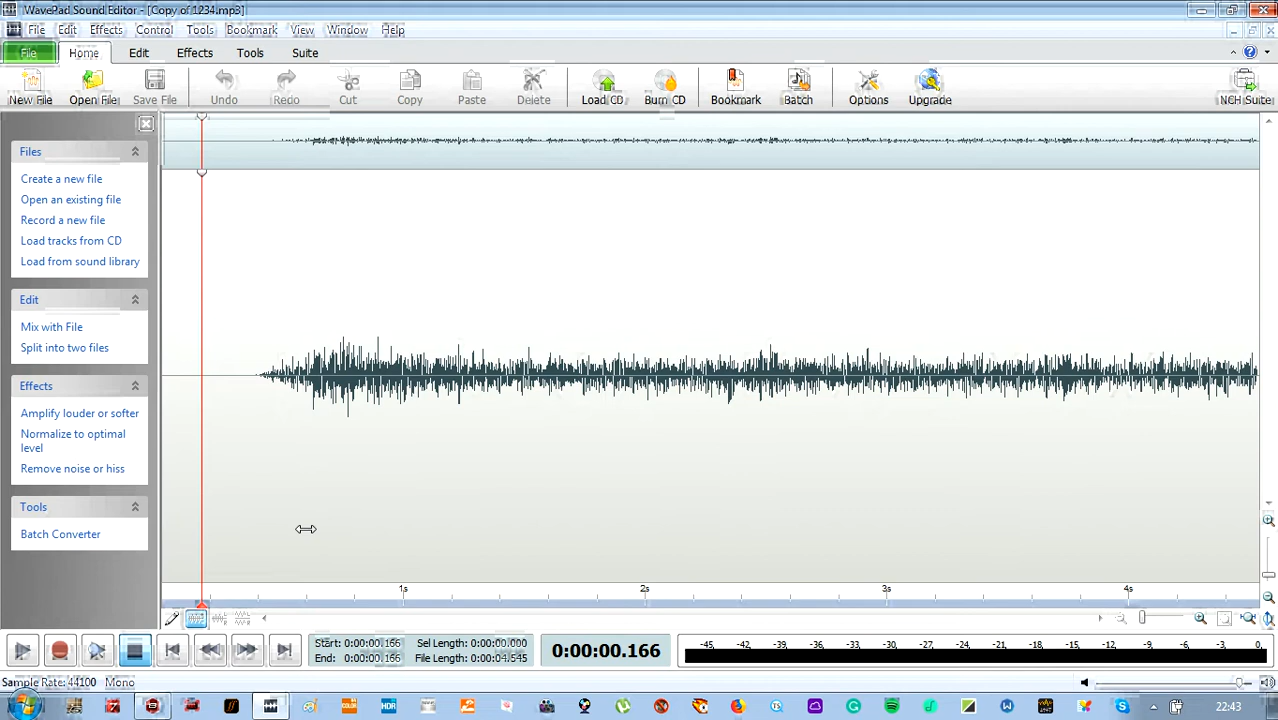 WavePad Sound Editor - [Copy of 1234.mp3]
File Edit Effects Control Tools Bookmark View Window Help
File Home Edit Effects Tools Suite
New File Open File Save File Undo Redo Cut Copy Paste Delete Load CD Burn CD Bookmark Batch Options Upgrade NCH Suite
Files
Create a new file
Open an existing file
Record a new file
Load tracks from CD
Load from sound library
Edit
Mix with File
Split into two files
Effects
Amplify louder or softer
Normalize to optimal
level
Remove noise or hiss
Tools
Batch Converter
1s 2s 3s 4s
Start: 0:00:00.166 Sel Length: 0:00:00.000
End: 0:00:00.166 File Length: 0:00:04.545
0:00:00.166
-45, -42, -39, -36, -33, -30, -27, -24, -21, -18, -15, -12, -9, -6, -3, 0,
Sample Rate: 44100 Mono
HDR
22:43